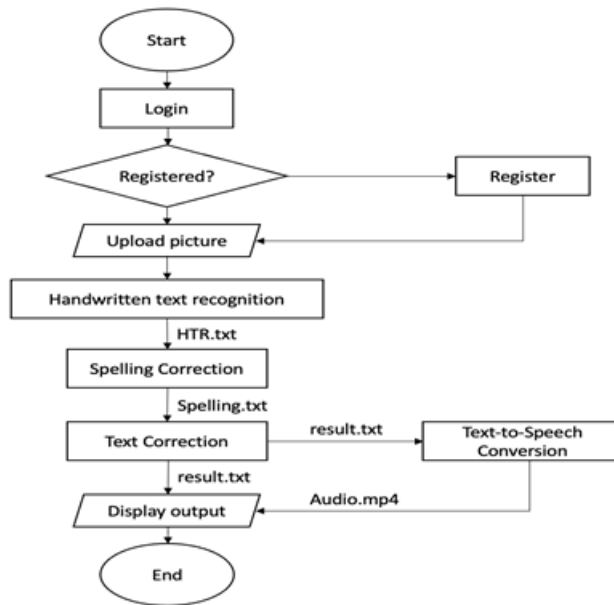 Start
Login
Registered?
Register
Upload picture
Handwritten text recognition
HTR.txt
Spelling Correction
Spelling.txt
Text Correction
result.txt
Text-to-Speech
Conversion
result.txt
Audio.mp4
Display output
End